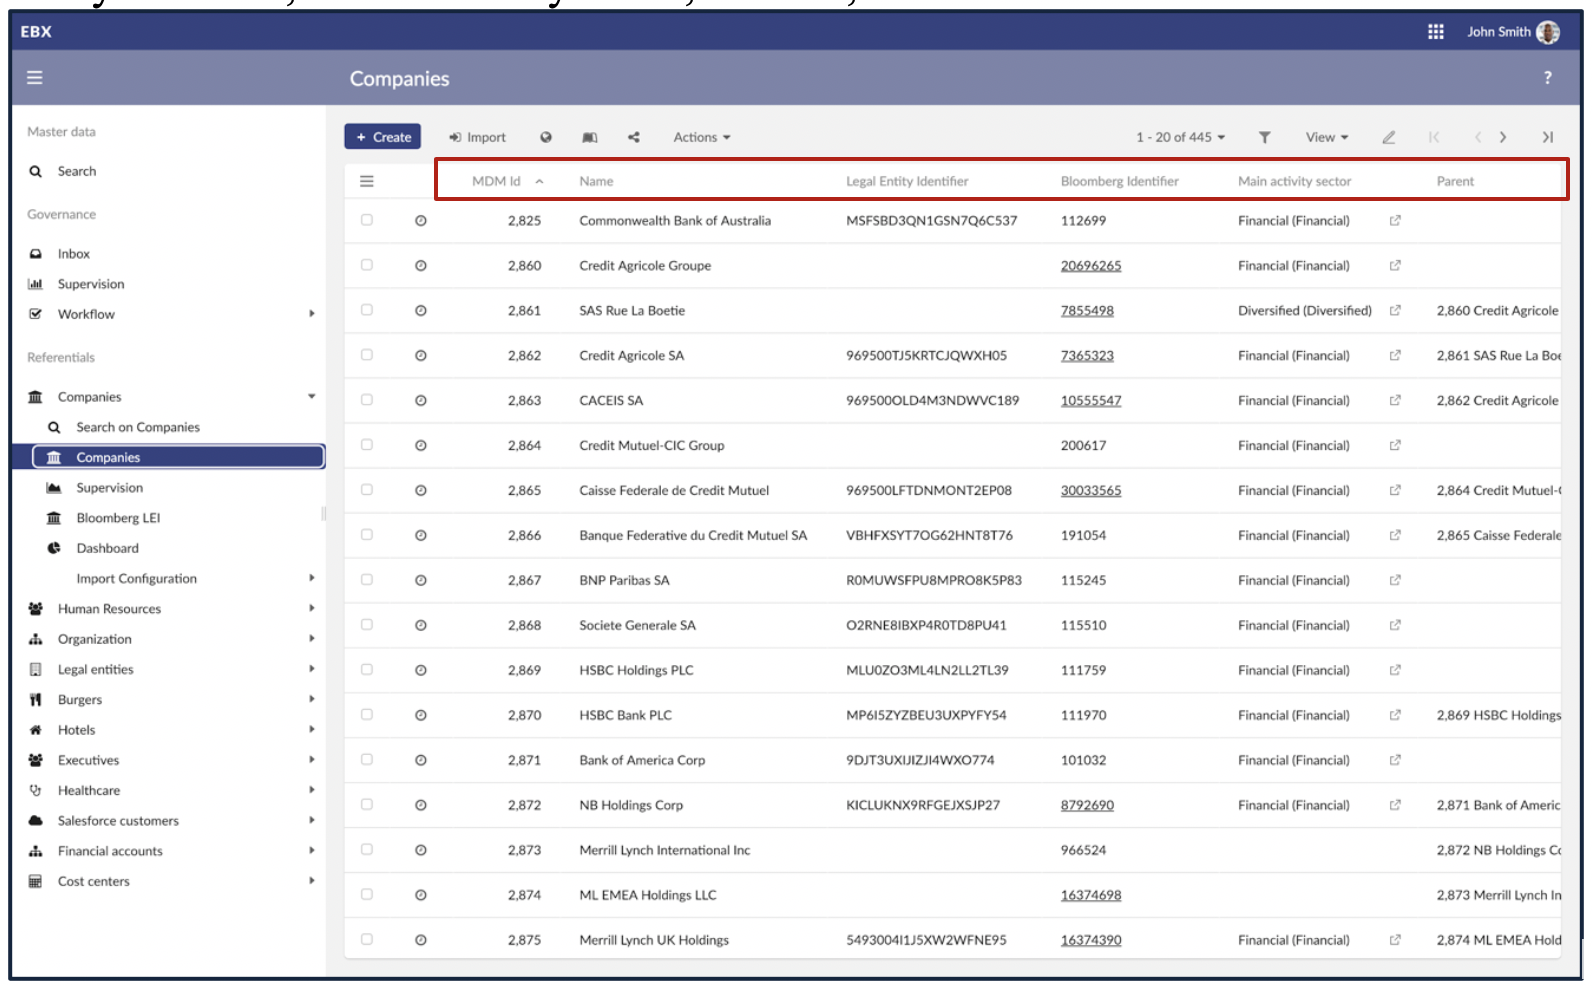 EBX
John Smith
Companies
?
Master data
Search
Governance
Inbox
Supervision
Workflow
Referentials
Companies
Search on Companies
Companies
Supervision
Bloomberg LEI
Dashboard
Import Configuration
Human Resources
Organization
Legal entities
Burgers
Hotels
Executives
Healthcare
Salesforce customers
Financial accounts
Cost centers
+ Create Import Actions 1 - 20 of 445 View
MDM Id Name Legal Entity Identifier Bloomberg Identifier Main activity sector Parent
2,825 Commonwealth Bank of Australia MSFSBD3QN1GSN7Q6C537 112699 Financial (Financial)
2,860 Credit Agricole Groupe 20696265 Financial (Financial)
2,861 SAS Rue La Boetie 7855498 Diversified (Diversified) 2,860 Credit Agricole
2,862 Credit Agricole SA 969500TJ5KRTCJQWXH05 7365323 Financial (Financial) 2,861 SAS Rue La Boe
2,863 CACEIS SA 969500OLD4M3NDWVC189 10555547 Financial (Financial) 2,862 Credit Agricole
2,864 Credit Mutuel-CIC Group 200617 Financial (Financial)
2,865 Caisse Federale de Credit Mutuel 969500LFTDNMONT2EP08 30033565 Financial (Financial) 2,864 Credit Mutuel-
2,866 Banque Federative du Credit Mutuel SA VBHFXSYT7OG62HNT8T76 191054 Financial (Financial) 2,865 Caisse Federale
2,867 BNP Paribas SA R0MUWSFPU8MPRO8K5P83 115245 Financial (Financial)
2,868 Societe Generale SA O2RNE8IBXP4R0TD8PU41 115510 Financial (Financial)
2,869 HSBC Holdings PLC MLU0ZO3ML4LN2LL2TL39 111759 Financial (Financial)
2,870 HSBC Bank PLC MP6I5ZYZBEU3UXPYFY54 111970 Financial (Financial) 2,869 HSBC Holdings
2,871 Bank of America Corp 9DJT3UXIJIZJI4WXO774 101032 Financial (Financial)
2,872 NB Holdings Corp KICLUKNX9RFGEJXSJP27 8792690 Financial (Financial) 2,871 Bank of Americ
2,873 Merrill Lynch International Inc 966524 2,872 NB Holdings Co
2,874 ML EMEA Holdings LLC 16374698 2,873 Merrill Lynch In
2,875 Merrill Lynch UK Holdings 5493004I1J5XW2WFNE95 16374390 Financial (Financial) 2,874 ML EMEA Hold